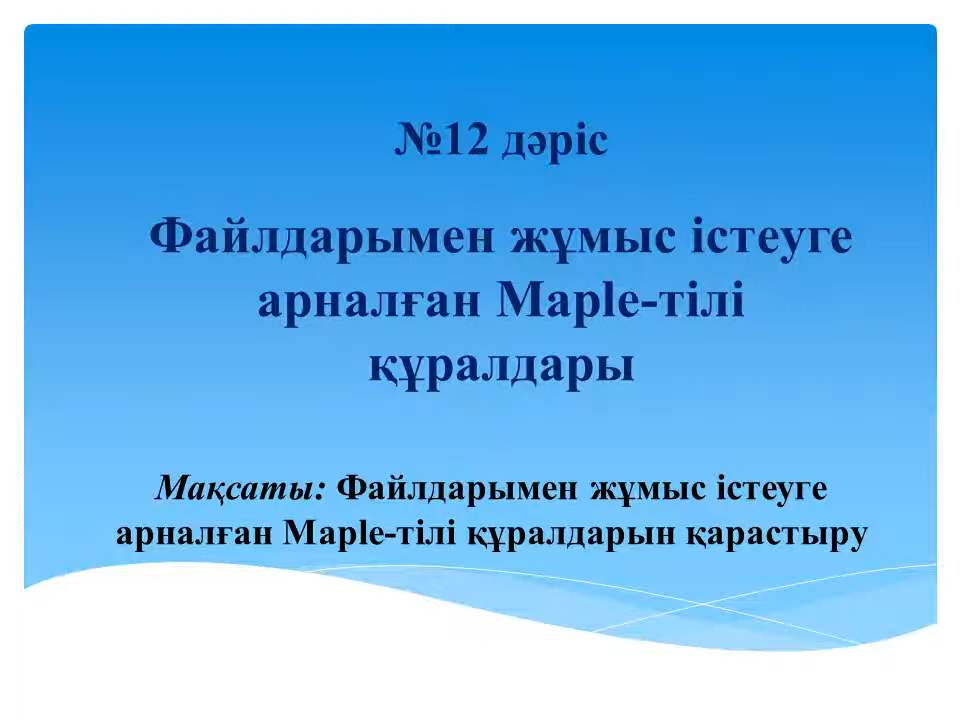 №12 дәріс
Файлдарымен жұмыс істеуге
арналған Maple-тілі
құралдары
Мақсаты: Файлдарымен жұмыс істеуге
арналған Maple-тілі құралдарын қарастыру